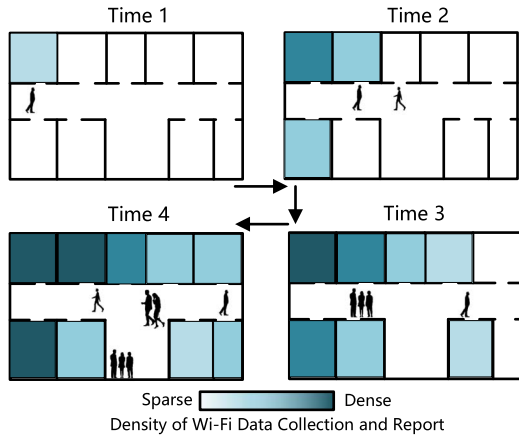 Time 1
Time 2
Time 4
Time 3
Sparse
Dense
Density of Wi-Fi Data Collection and Report